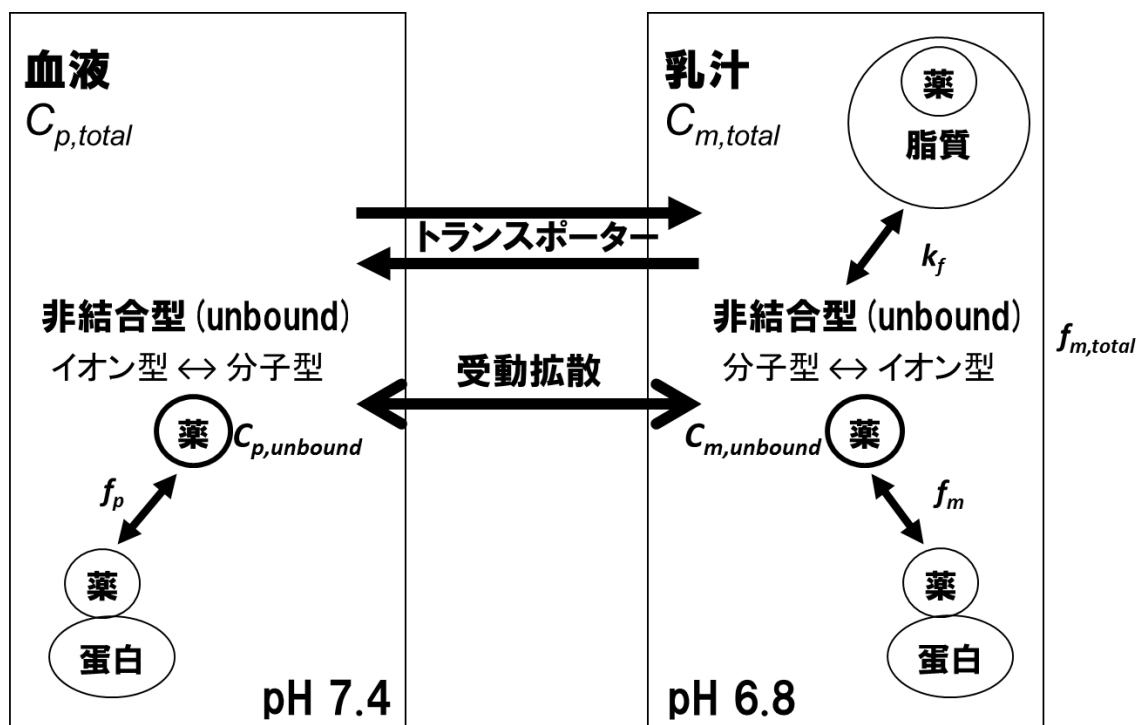 血液
C_p,total
乳汁
C_m,total
薬
脂質
トランスポーター
k_f
非結合型 (unbound)
イオン型 ↔ 分子型
受動拡散
非結合型 (unbound)
分子型 ↔ イオン型
f_m,total
薬
C_p,unbound
C_m,unbound
薬
f_p
f_m
薬
蛋白
薬
蛋白
pH 7.4
pH 6.8